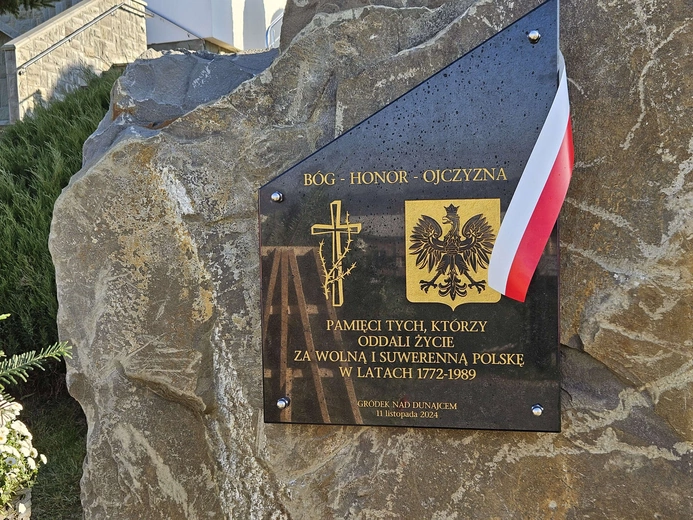 BÓG - HONOR - OJCZYZNA
PAMIĘCI TYCH, KTÓRZY
ODDALI ŻYCIE
ZA WOLNĄ I SUWERENNĄ POLSKĘ
W LATACH 1772-1989
GRÓDEK NAD DUNAJCEM
11 listopada 2024